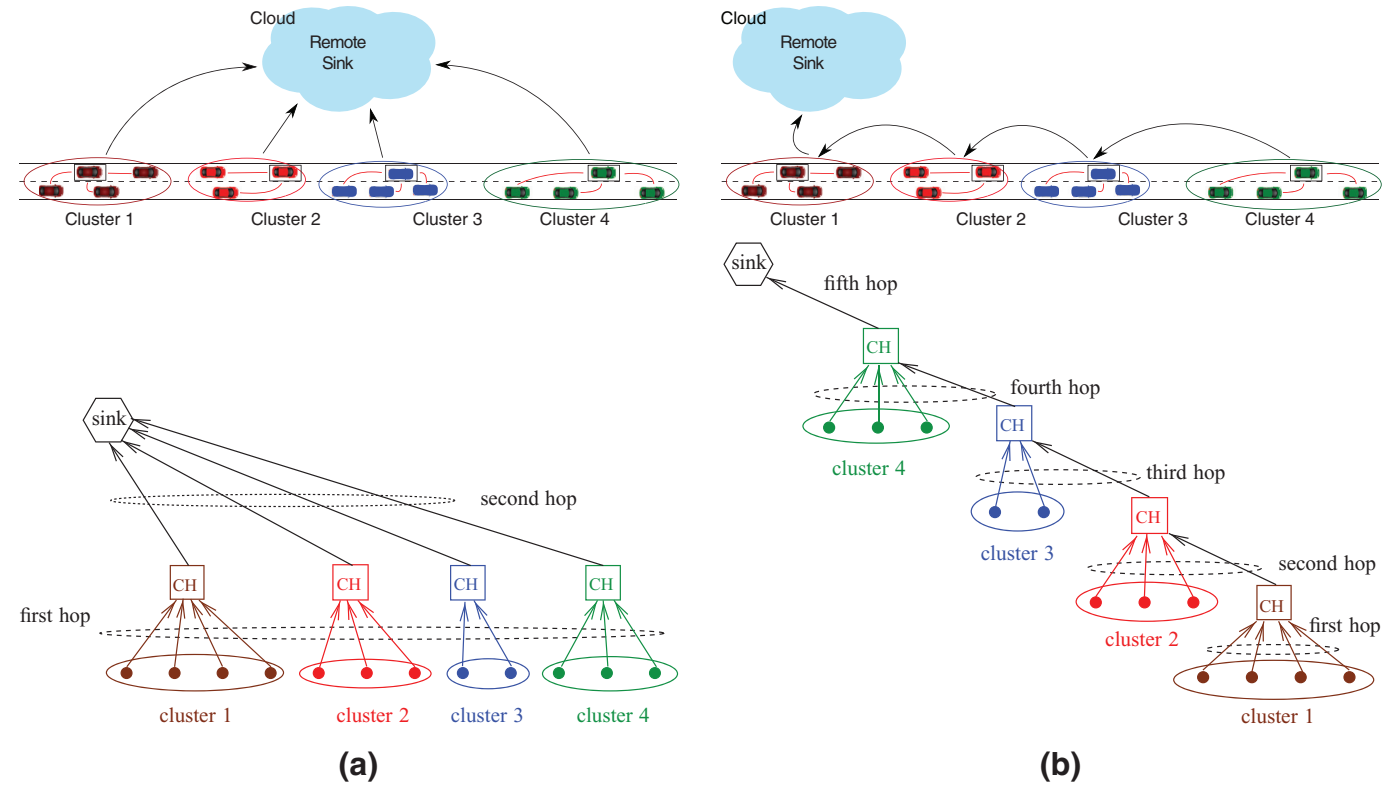 Cloud
Remote
Sink
Cluster 1
Cluster 2
Cluster 3
Cluster 4
sink
second hop
CH
CH
CH
CH
first hop
cluster 1
cluster 2
cluster 3
cluster 4
(a)
Cloud
Remote
Sink
Cluster 1
Cluster 2
Cluster 3
Cluster 4
sink
fifth hop
CH
fourth hop
CH
cluster 4
third hop
CH
cluster 3
second hop
CH
first hop
cluster 2
cluster 1
(b)